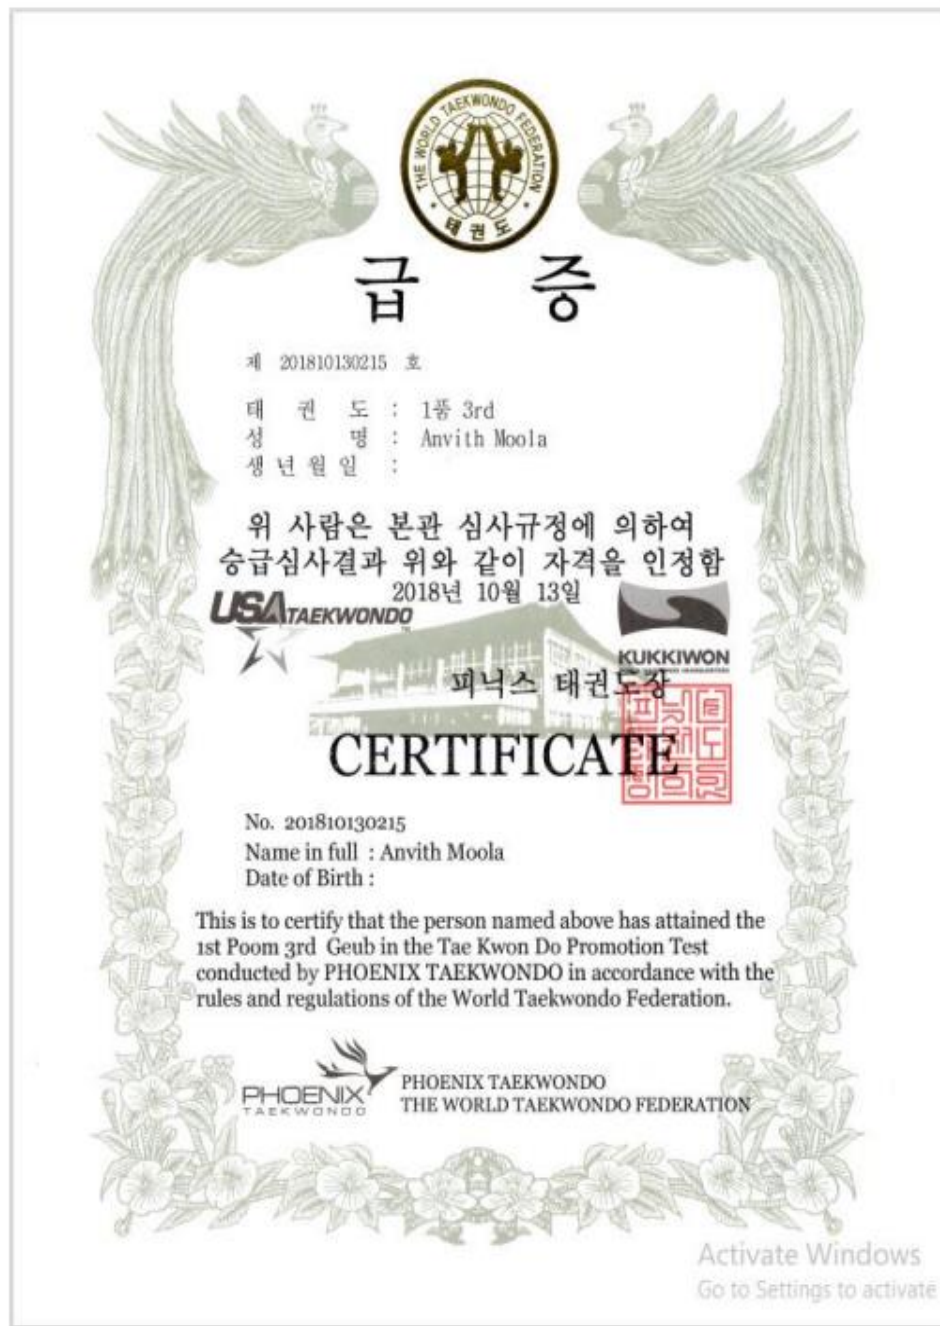 THE WORLD TAEKWONDO FEDERATION
태권도
급 증
제 201810130215 호
태 권 도 : 1품 3rd
성 명 : Anvith Moola
생 년 월 일 :
위 사람은 본관 심사규정에 의하여
승급심사결과 위와 같이 자격을 인정함
2018년 10월 13일
USA TAEKWONDO
KUKKIWON
피닉스 태권도장
CERTIFICATE
No. 201810130215
Name in full : Anvith Moola
Date of Birth :
This is to certify that the person named above has attained the
1st Poom 3rd Geub in the Tae Kwon Do Promotion Test
conducted by PHOENIX TAEKWONDO in accordance with the
rules and regulations of the World Taekwondo Federation.
PHOENIX
TAEKWONDO
PHOENIX TAEKWONDO
THE WORLD TAEKWONDO FEDERATION
Activate Windows
Go to Settings to activate